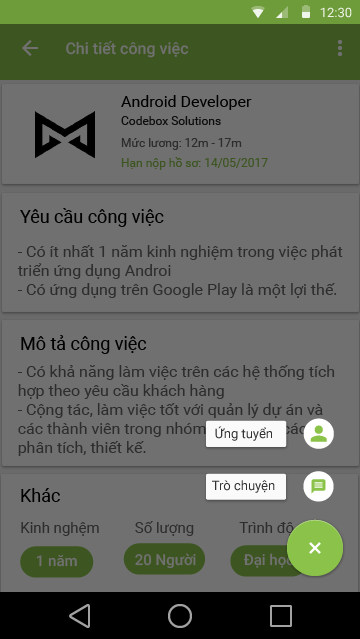 12:30
Chi tiết công việc
Android Developer
Codebox Solutions
Mức lương: 12m - 17m
Hạn nộp hồ sơ: 14/05/2017
Yêu cầu công việc
- Có ít nhất 1 năm kinh nghiệm trong việc phát
triển ứng dụng Androi
- Có ứng dụng trên Google Play là một lợi thế.
Mô tả công việc
- Có khả năng làm việc trên các hệ thống tích
hợp theo yêu cầu khách hàng
- Cộng tác, làm việc tốt với quản lý dự án và
các thành viên trong nhóm
phân tích, thiết kế.
Ứng tuyển
Trò chuyện
Khác
Kinh nghiệm Số lượng Trình độ
1 năm 20 Người Đại học